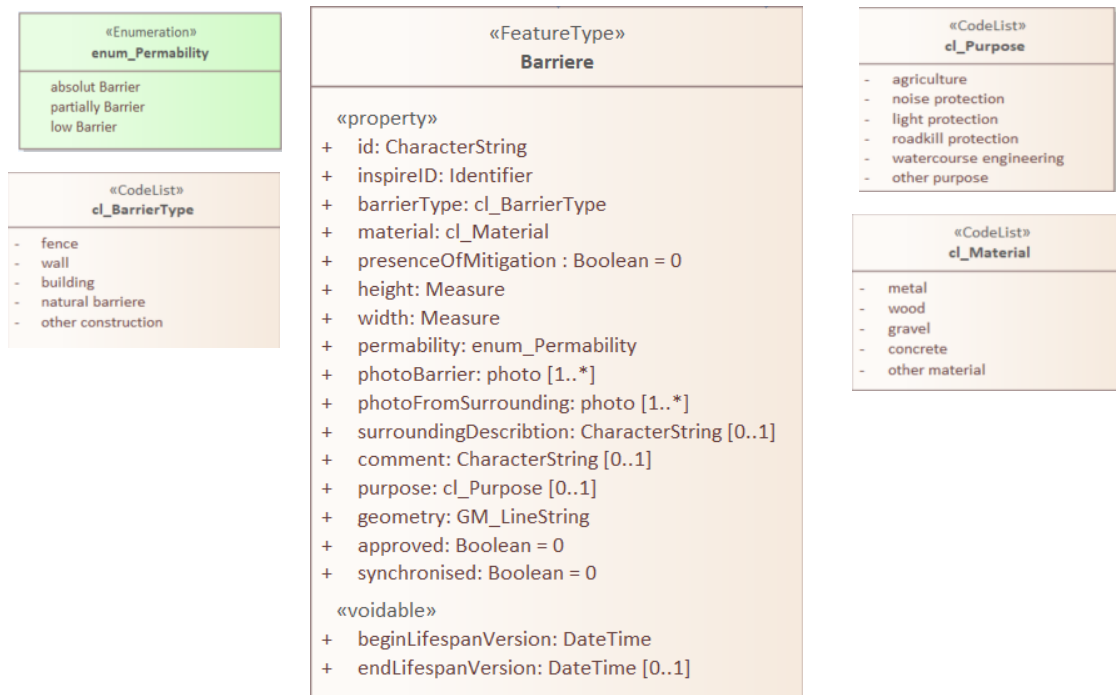 «Enumeration»
enum_Permability
absolut Barrier
partially Barrier
low Barrier
«CodeList»
cl_BarrierType
- fence
- wall
- building
- natural barriere
- other construction
«FeatureType»
Barriere
«property»
+ id: CharacterString
+ inspireID: Identifier
+ barrierType: cl_BarrierType
+ material: cl_Material
+ presenceOfMitigation : Boolean = 0
+ height: Measure
+ width: Measure
+ permability: enum_Permability
+ photoBarrier: photo [1..*]
+ photoFromSurrounding: photo [1..*]
+ surroundingDescribtion: CharacterString [0..1]
+ comment: CharacterString [0..1]
+ purpose: cl_Purpose [0..1]
+ geometry: GM_LineString
+ approved: Boolean = 0
+ synchronised: Boolean = 0
«voidable»
+ beginLifespanVersion: DateTime
+ endLifespanVersion: DateTime [0..1]
«CodeList»
cl_Purpose
- agriculture
- noise protection
- light protection
- roadkill protection
- watercourse engineering
- other purpose
«CodeList»
cl_Material
- metal
- wood
- gravel
- concrete
- other material